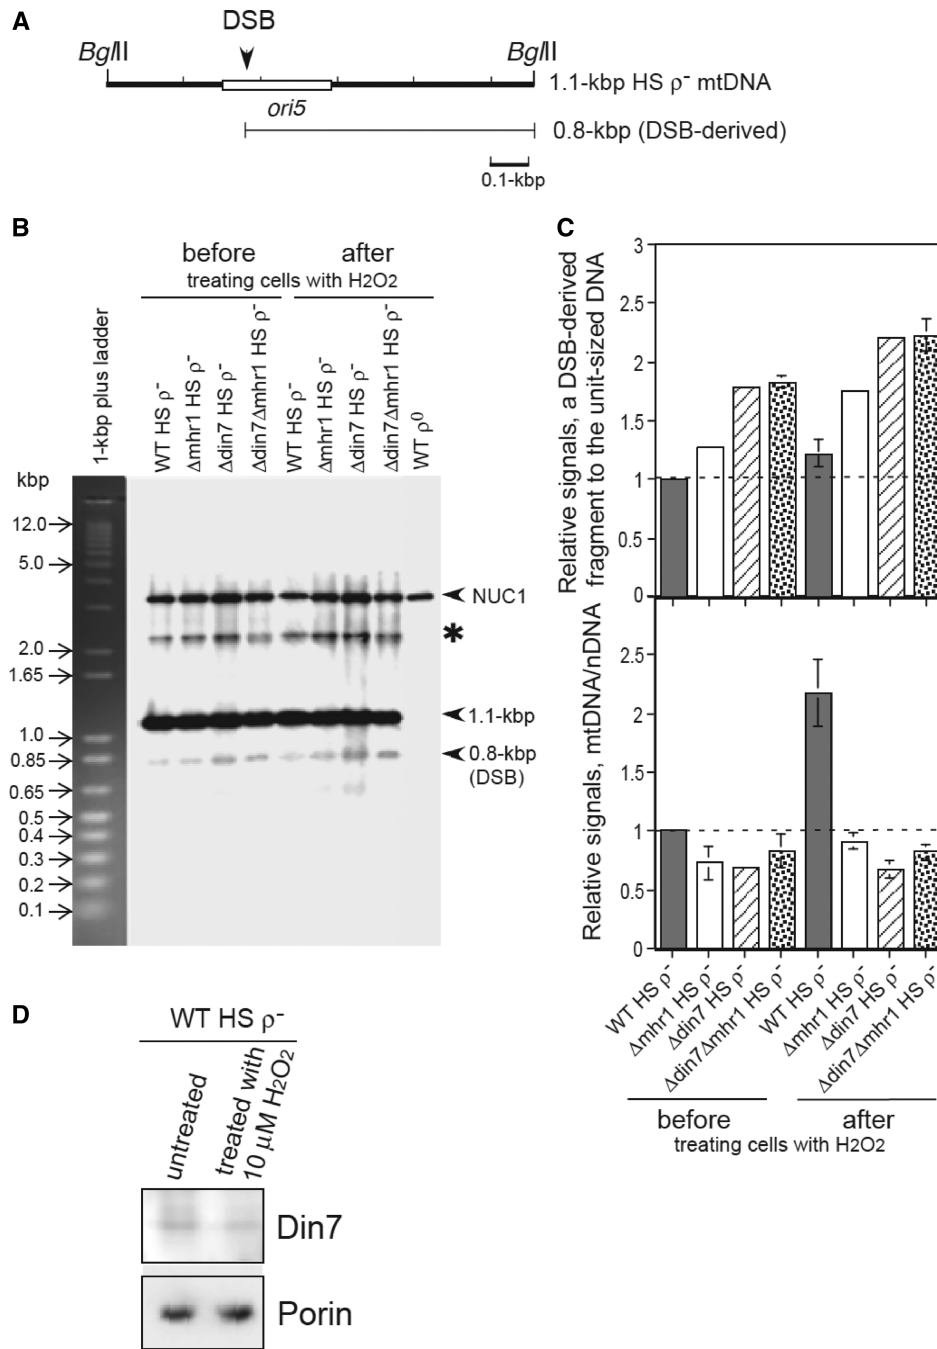 A
DSB
BglII
BglII
1.1-kbp HS ρ⁻ mtDNA
ori5
0.8-kbp (DSB-derived)
0.1-kbp
B
before
after
treating cells with H2O2
1-kbp plus ladder
WT HS ρ⁻
Δmhr1 HS ρ⁻
Δdin7 HS ρ⁻
Δdin7Δmhr1 HS ρ⁻
WT HS ρ⁻
Δmhr1 HS ρ⁻
Δdin7 HS ρ⁻
Δdin7Δmhr1 HS ρ⁻
WT ρ⁰
kbp
12.0
5.0
2.0
1.65
1.0
0.85
0.65
0.5
0.4
0.3
0.2
0.1
NUC1
*
1.1-kbp
0.8-kbp
(DSB)
C
Relative signals, a DSB-derived
fragment to the unit-sized DNA
3
2.5
2
1.5
1
0.5
0
Relative signals, mtDNA/nDNA
2.5
2
1.5
1
0.5
0
WT HS ρ⁻
Δmhr1 HS ρ⁻
Δdin7 HS ρ⁻
Δdin7Δmhr1 HS ρ⁻
WT HS ρ⁻
Δmhr1 HS ρ⁻
Δdin7 HS ρ⁻
Δdin7Δmhr1 HS ρ⁻
before
after
treating cells with H2O2
D
WT HS ρ⁻
untreated
treated with
10 μM H₂O₂
Din7
Porin